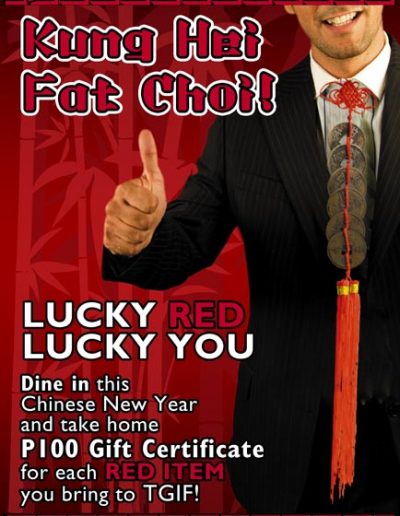 Kung Hei
Fat Choi!
LUCKY RED
LUCKY YOU
Dine in this
Chinese New Year
and take home
P100 Gift Certificate
for each RED ITEM
you bring to TGIF!